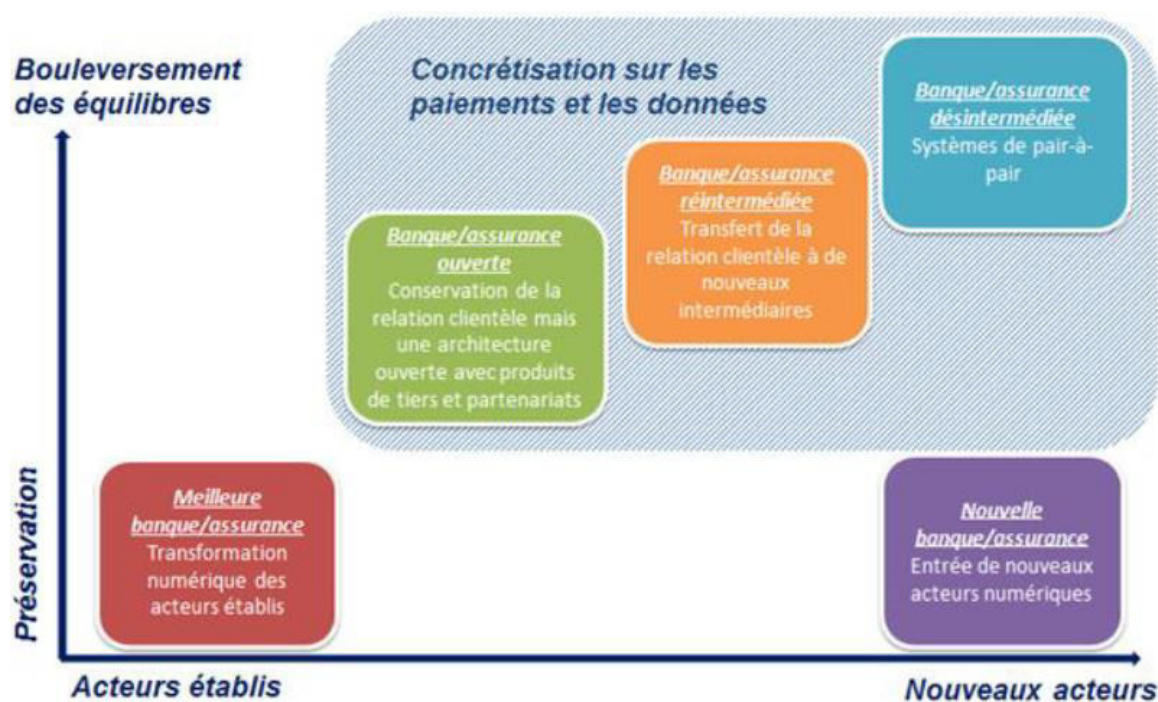 Bouleversement
des équilibres
Concrétisation sur les
paiements et les données
Banque/assurance
désintermédiée
Systèmes de pair-à-
pair
Banque/assurance
réintermédiée
Transfert de la
relation clientèle à de
nouveaux
intermédiaires
Banque/assurance
ouverte
Conservation de la
relation clientèle mais
une architecture
ouverte avec produits
de tiers et partenariats
Préservation
Meilleure
banque/assurance
Transformation
numérique des
acteurs établis
Nouvelle
banque/assurance
Entrée de nouveaux
acteurs numériques
Acteurs établis
Nouveaux acteurs